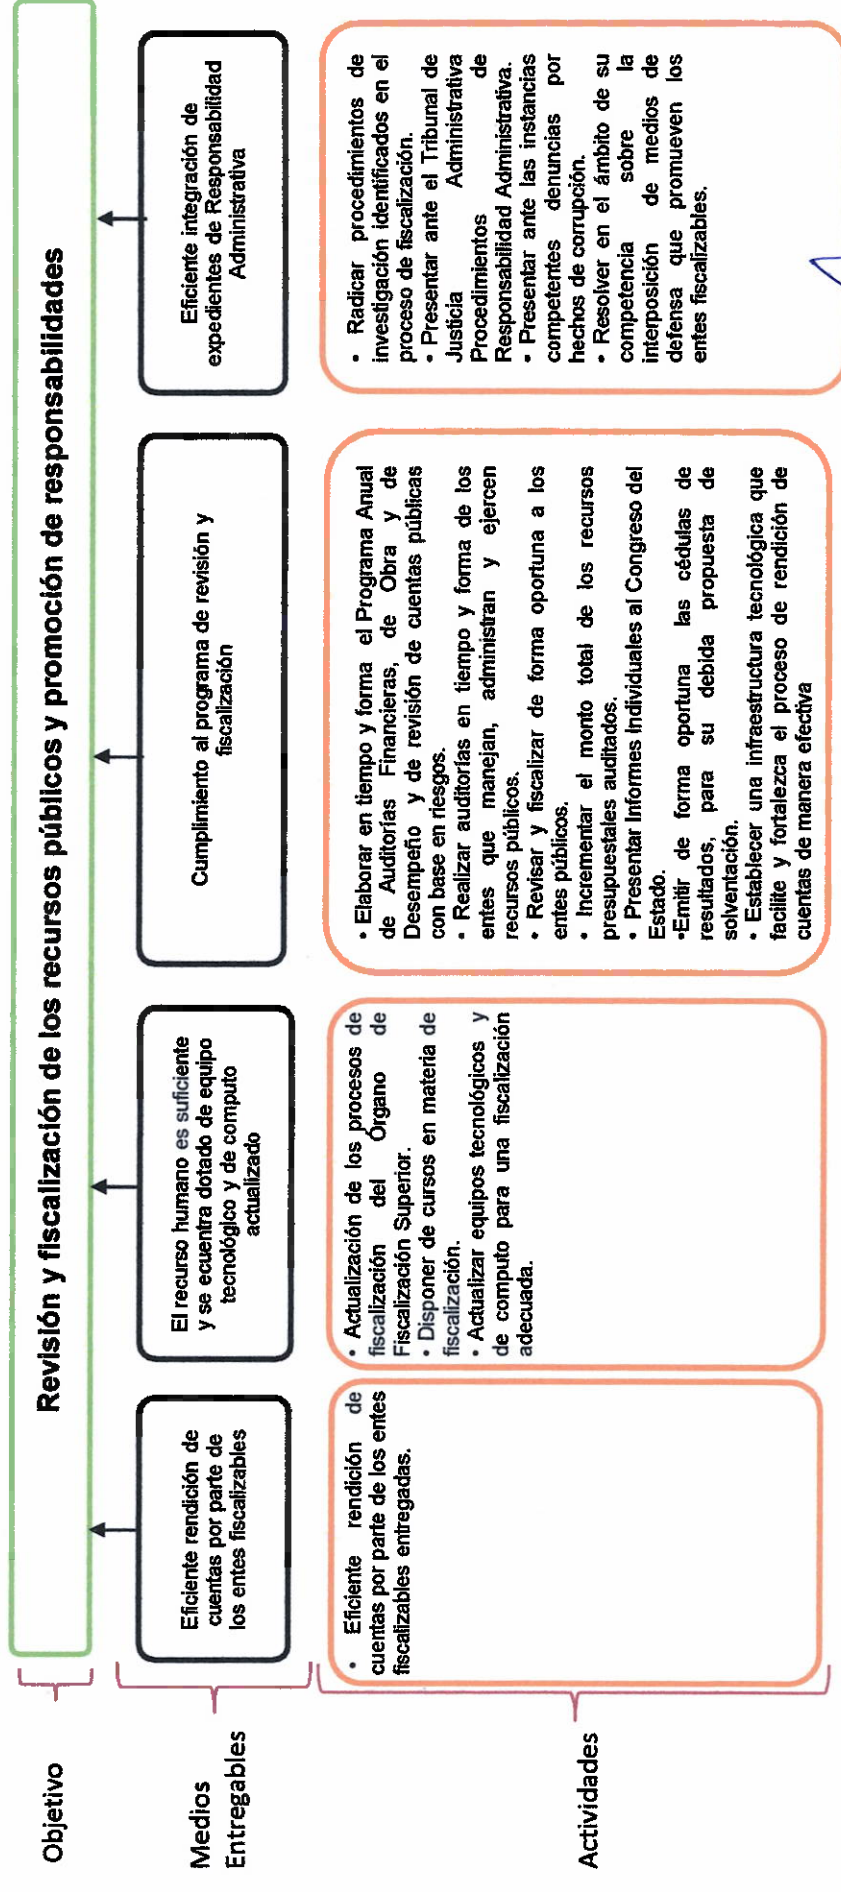 Objetivo
Revisión y fiscalización de los recursos públicos y promoción de responsabilidades
Medios
Entregables
Eficiente rendición de
cuentas por parte de
los entes fiscalizables
El recurso humano es suficiente
y se ecuentra dotado de equipo
tecnológico y de computo
actualizado
Cumplimiento al programa de revisión y
fiscalización
Eficiente integración de
expedientes de Responsabilidad
Administrativa
Actividades
• Eficiente rendición de
cuentas por parte de los entes
fiscalizables entregadas.
• Actualización de los procesos de
fiscalización del Órgano de
Fiscalización Superior.
• Disponer de cursos en materia de
fiscalización.
• Actualizar equipos tecnológicos y
de computo para una fiscalización
adecuada.
• Elaborar en tiempo y forma el Programa Anual
de Auditorías Financieras, de Obra y de
Desempeño y de revisión de cuentas públicas
con base en riesgos.
• Realizar auditorías en tiempo y forma de los
entes que manejan, administran y ejercen
recursos públicos.
• Revisar y fiscalizar de forma oportuna a los
entes públicos.
• Incrementar el monto total de los recursos
presupuestales auditados.
• Presentar Informes Individuales al Congreso del
Estado.
•Emitir de forma oportuna las cédulas de
resultados, para su debida propuesta de
solventación.
• Establecer una infraestructura tecnológica que
facilite y fortalezca el proceso de rendición de
cuentas de manera efectiva
• Radicar procedimientos de
investigación identificados en el
proceso de fiscalización.
• Presentar ante el Tribunal de
Justicia Administrativa
Procedimientos de
Responsabilidad Administrativa.
• Presentar ante las instancias
competentes denuncias por
hechos de corrupción.
• Resolver en el ámbito de su
competencia sobre la
interposición de medios de
defensa que promueven los
entes fiscalizables.